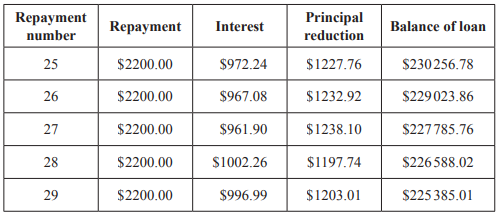 Repayment number Repayment Interest Principal reduction Balance of loan
25 $2200.00 $972.24 $1227.76 $230 256.78
26 $2200.00 $967.08 $1232.92 $229 023.86
27 $2200.00 $961.90 $1238.10 $227 785.76
28 $2200.00 $1002.26 $1197.74 $226 588.02
29 $2200.00 $996.99 $1203.01 $225 385.01